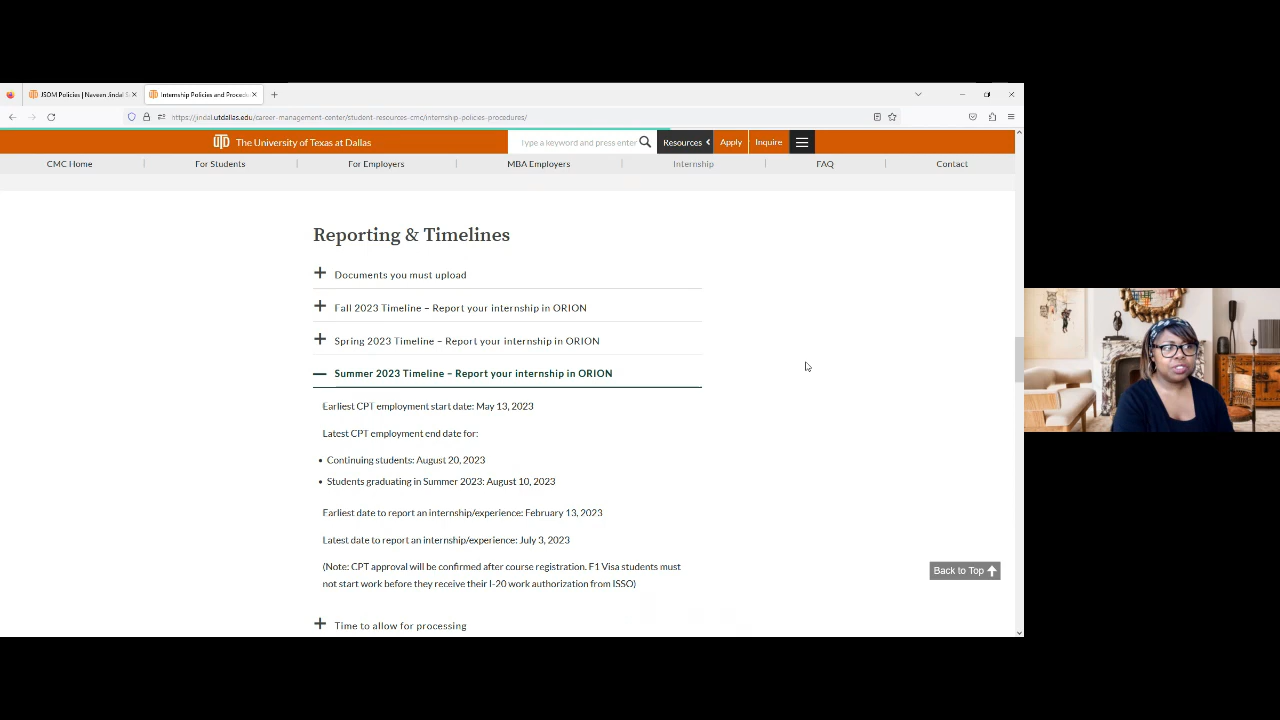 JSOM Policies | Naveen Jindal S
Internship Policies and Procedu
https://jindal.utdallas.edu/career-management-center/student-resources-cmc/internship-policies-procedures/
UTD The University of Texas at Dallas
Type a keyword and press enter
Resources
Apply
Inquire
CMC Home
For Students
For Employers
MBA Employers
Internship
FAQ
Contact
Reporting & Timelines
Documents you must upload
Fall 2023 Timeline – Report your internship in ORION
Spring 2023 Timeline – Report your internship in ORION
Summer 2023 Timeline – Report your internship in ORION
Earliest CPT employment start date: May 13, 2023
Latest CPT employment end date for:
• Continuing students: August 20, 2023
• Students graduating in Summer 2023: August 10, 2023
Earliest date to report an internship/experience: February 13, 2023
Latest date to report an internship/experience: July 3, 2023
(Note: CPT approval will be confirmed after course registration. F1 Visa students must
not start work before they receive their I-20 work authorization from ISSO)
Back to Top
Time to allow for processing